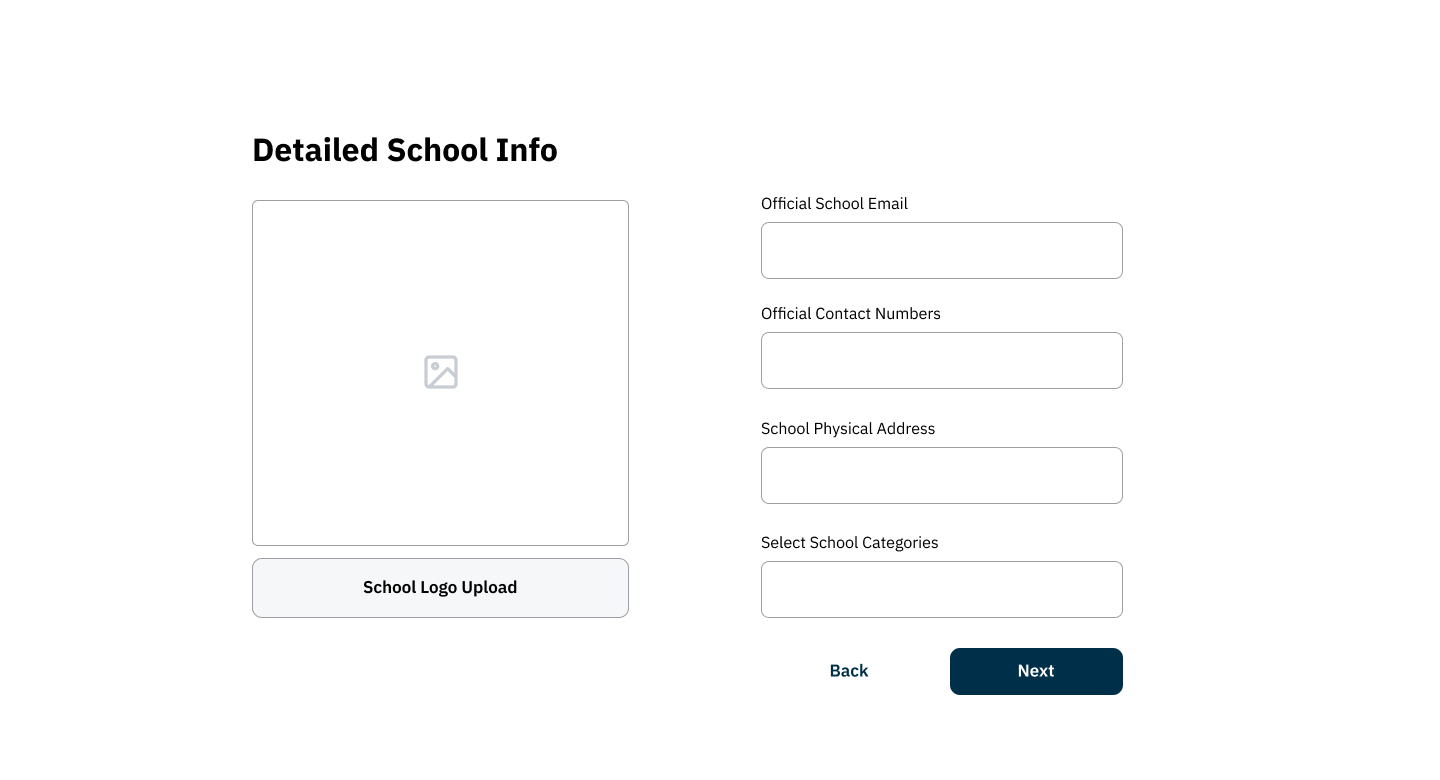 Detailed School Info
School Logo Upload
Official School Email
Official Contact Numbers
School Physical Address
Select School Categories
Back
Next